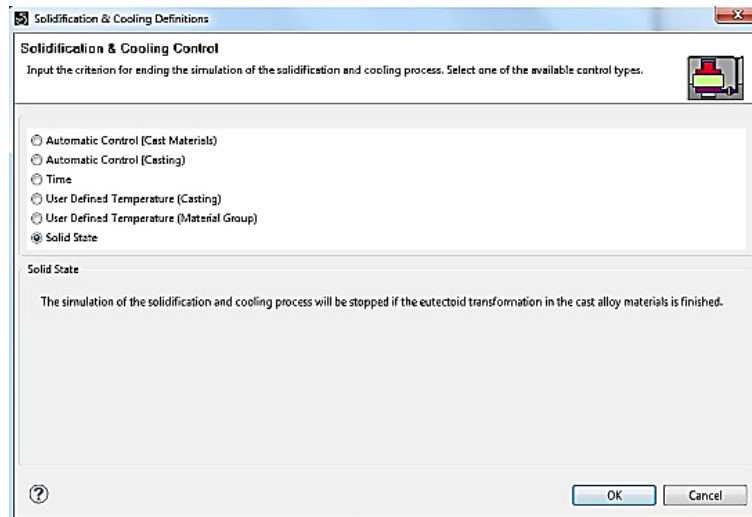 Solidification & Cooling Definitions
Solidification & Cooling Control
Input the criterion for ending the simulation of the solidification and cooling process. Select one of the available control types.
Automatic Control (Cast Materials)
Automatic Control (Casting)
Time
User Defined Temperature (Casting)
User Defined Temperature (Material Group)
Solid State
Solid State
The simulation of the solidification and cooling process will be stopped if the eutectoid transformation in the cast alloy materials is finished.
?
OK Cancel